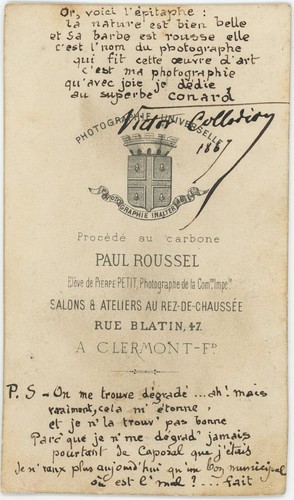 Or, voici l'épitaphe :
la nature est bien belle
et sa barbe est rousse elle
c'est l'nom du photographe
qui fit cette œuvre d'art
c'est ma photographie
qu'avec joie je dédie
au superbe Conard
Victor Collodion
1867
PHOTOGRAPHIE UNIVERSELLE
PHOTOGRAPHIE INALTÉRABLE
Procédé au carbone
PAUL ROUSSEL
Elève de PIERRE PETIT, Photographe de la Comon Imple
SALONS & ATELIERS AU REZ-DE-CHAUSSÉE
RUE BLATIN, 47.
A CLERMONT-FD
P.S - On me trouve dégradé ...ah! mais
vraiment, cela m'étonne
et je n'la trouv' pas bonne
Parc'que je n'me dégrad' jamais
pourtant de Caporal que j'étais
Je n'vaux plus aujourd'hui qu'un bon municipal
où est l'mal? ... fait